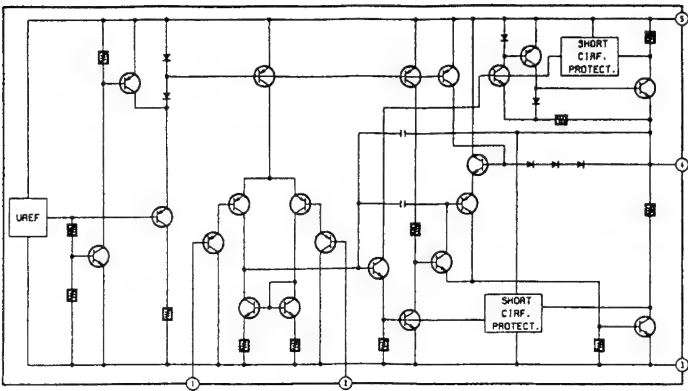 5
SHORT
CIRF.
PROTECT.
4
UREF
SHORT
CIRF.
PROTECT.
3
1
2